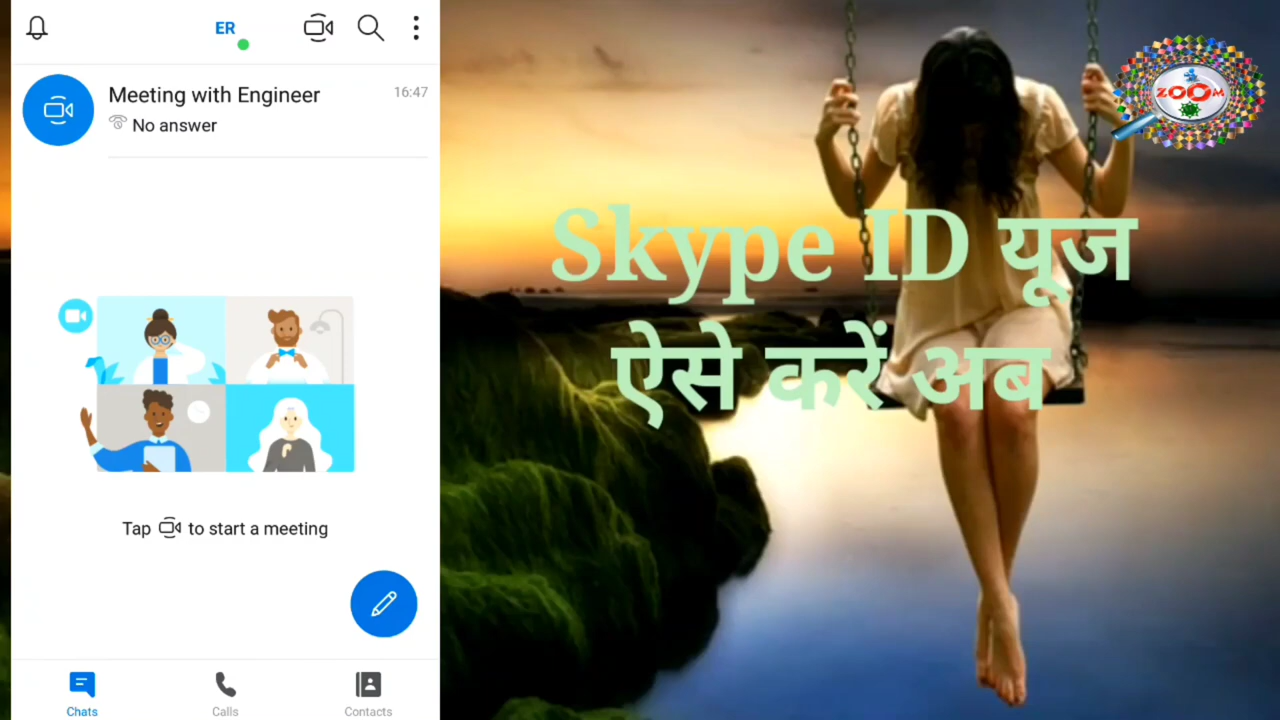 ER
Meeting with Engineer
16:47
No answer
Tap to start a meeting
Chats
Calls
Contacts
ZOOM
Skype ID यूज
ऐसे करें अब